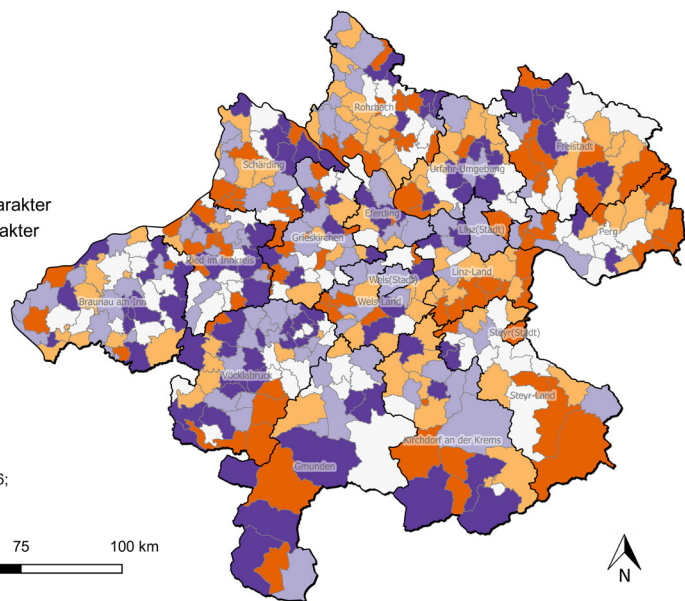 Rohrbach
Freistadt
Schärding
Urfahr-Umgebung
arakter
akter
Eferding
Linz(Stadt)
Perg
Grieskirchen
Ried im Innkreis
Linz-Land
Wels(Stadt)
Braunau am Inn
Wels-Land
Steyr(Stadt)
Vöcklabruck
Steyr-Land
Kirchdorf an der Krems
Gmunden
6;
75 100 km
N